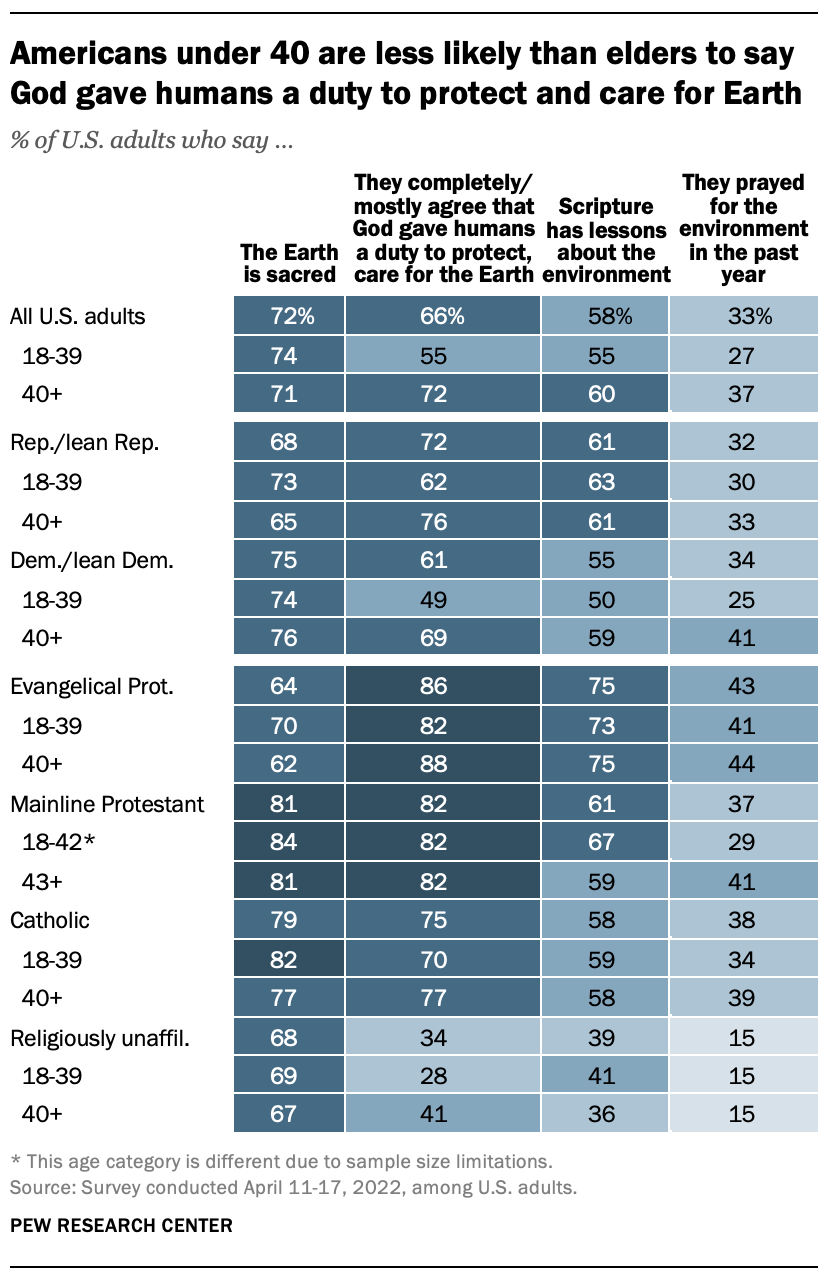 Americans under 40 are less likely than elders to say
God gave humans a duty to protect and care for Earth
% of U.S. adults who say ...
The Earth
is sacred
They completely/
mostly agree that
God gave humans
a duty to protect,
care for the Earth
Scripture
has lessons
about the
environment
They prayed
for the
environment
in the past
year
All U.S. adults 72% 66% 58% 33%
18-39 74 55 55 27
40+ 71 72 60 37
Rep./lean Rep. 68 72 61 32
18-39 73 62 63 30
40+ 65 76 61 33
Dem./lean Dem. 75 61 55 34
18-39 74 49 50 25
40+ 76 69 59 41
Evangelical Prot. 64 86 75 43
18-39 70 82 73 41
40+ 62 88 75 44
Mainline Protestant 81 82 61 37
18-42* 84 82 67 29
43+ 81 82 59 41
Catholic 79 75 58 38
18-39 82 70 59 34
40+ 77 77 58 39
Religiously unaffil. 68 34 39 15
18-39 69 28 41 15
40+ 67 41 36 15
* This age category is different due to sample size limitations.
Source: Survey conducted April 11-17, 2022, among U.S. adults.
PEW RESEARCH CENTER